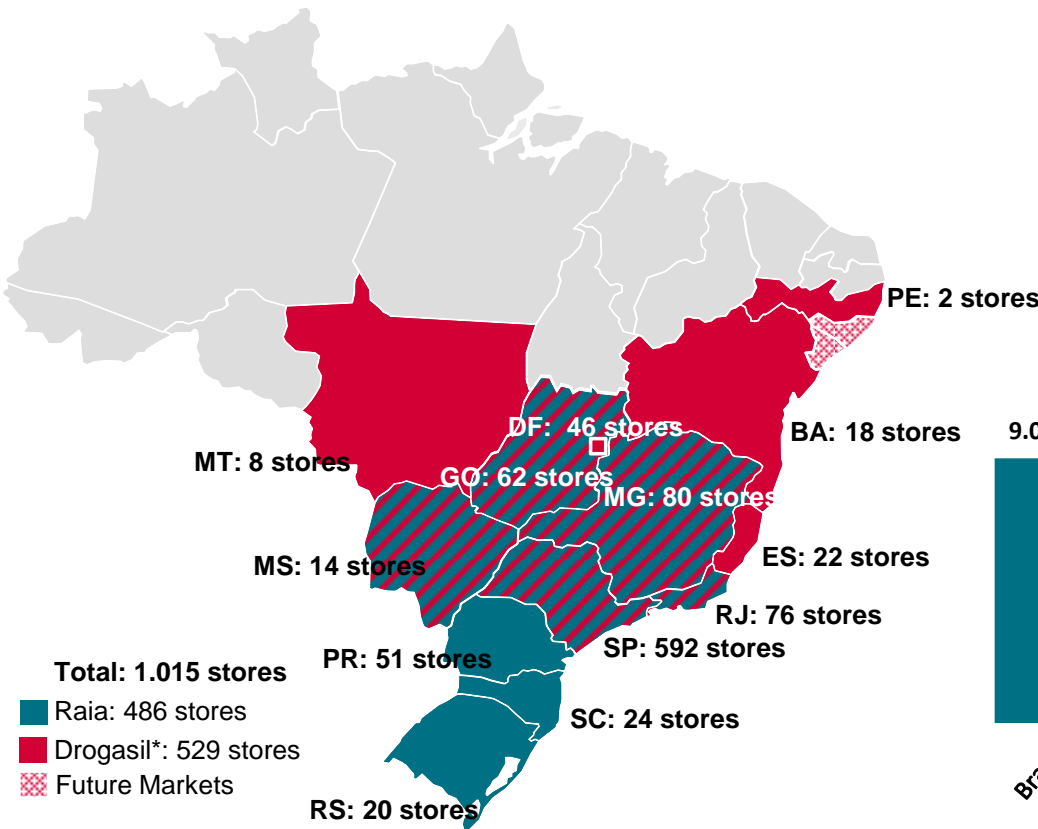 PE: 2 stores
DF: 46 stores
BA: 18 stores
9.0
MT: 8 stores
GO: 62 stores
MG: 80 stores
ES: 22 stores
MS: 14 stores
RJ: 76 stores
SP: 592 stores
PR: 51 stores
Total: 1.015 stores
Raia: 486 stores
SC: 24 stores
Drogasil*: 529 stores
Future Markets
RS: 20 stores
Bra